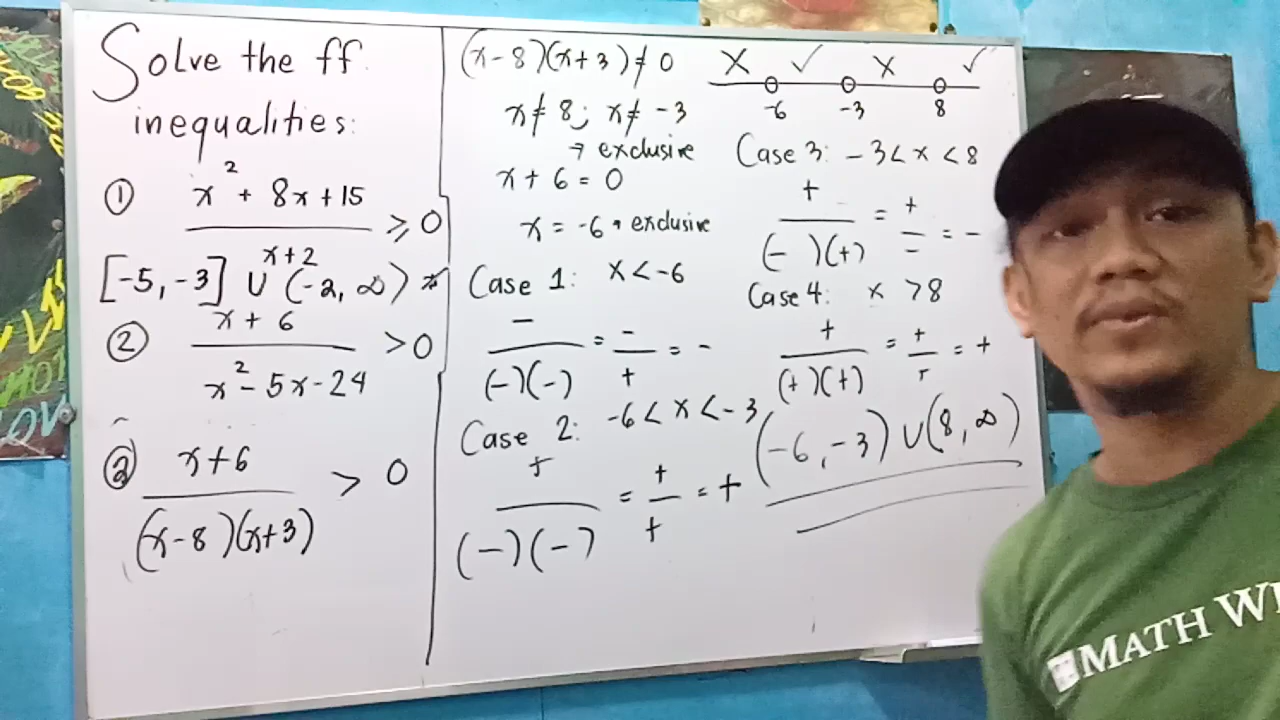 Solve the ff.
inequalities:
① x² + 8x + 15
x + 2
≥ 0
[-5, -3] ∪ (-2, ∞)
② x + 6
x² - 5x - 24
> 0
② x + 6
(x - 8)(x + 3)
> 0
(x - 8)(x + 3) ≠ 0
x ≠ 8; x ≠ -3
→ exclusive
x + 6 = 0
x = -6 • exclusive
Case 1: x < -6
-
(-)(-)
= -
+
= -
Case 2: -6 < x < -3
+
(-)(-)
= +
+
= +
X ✓ X ✓
-6 -3 8
Case 3: -3 < x < 8
+
(-)(+)
= +
-
= -
Case 4: x > 8
+
(+)(+)
= +
+
= +
(-6, -3) ∪ (8, ∞)
MATH WI